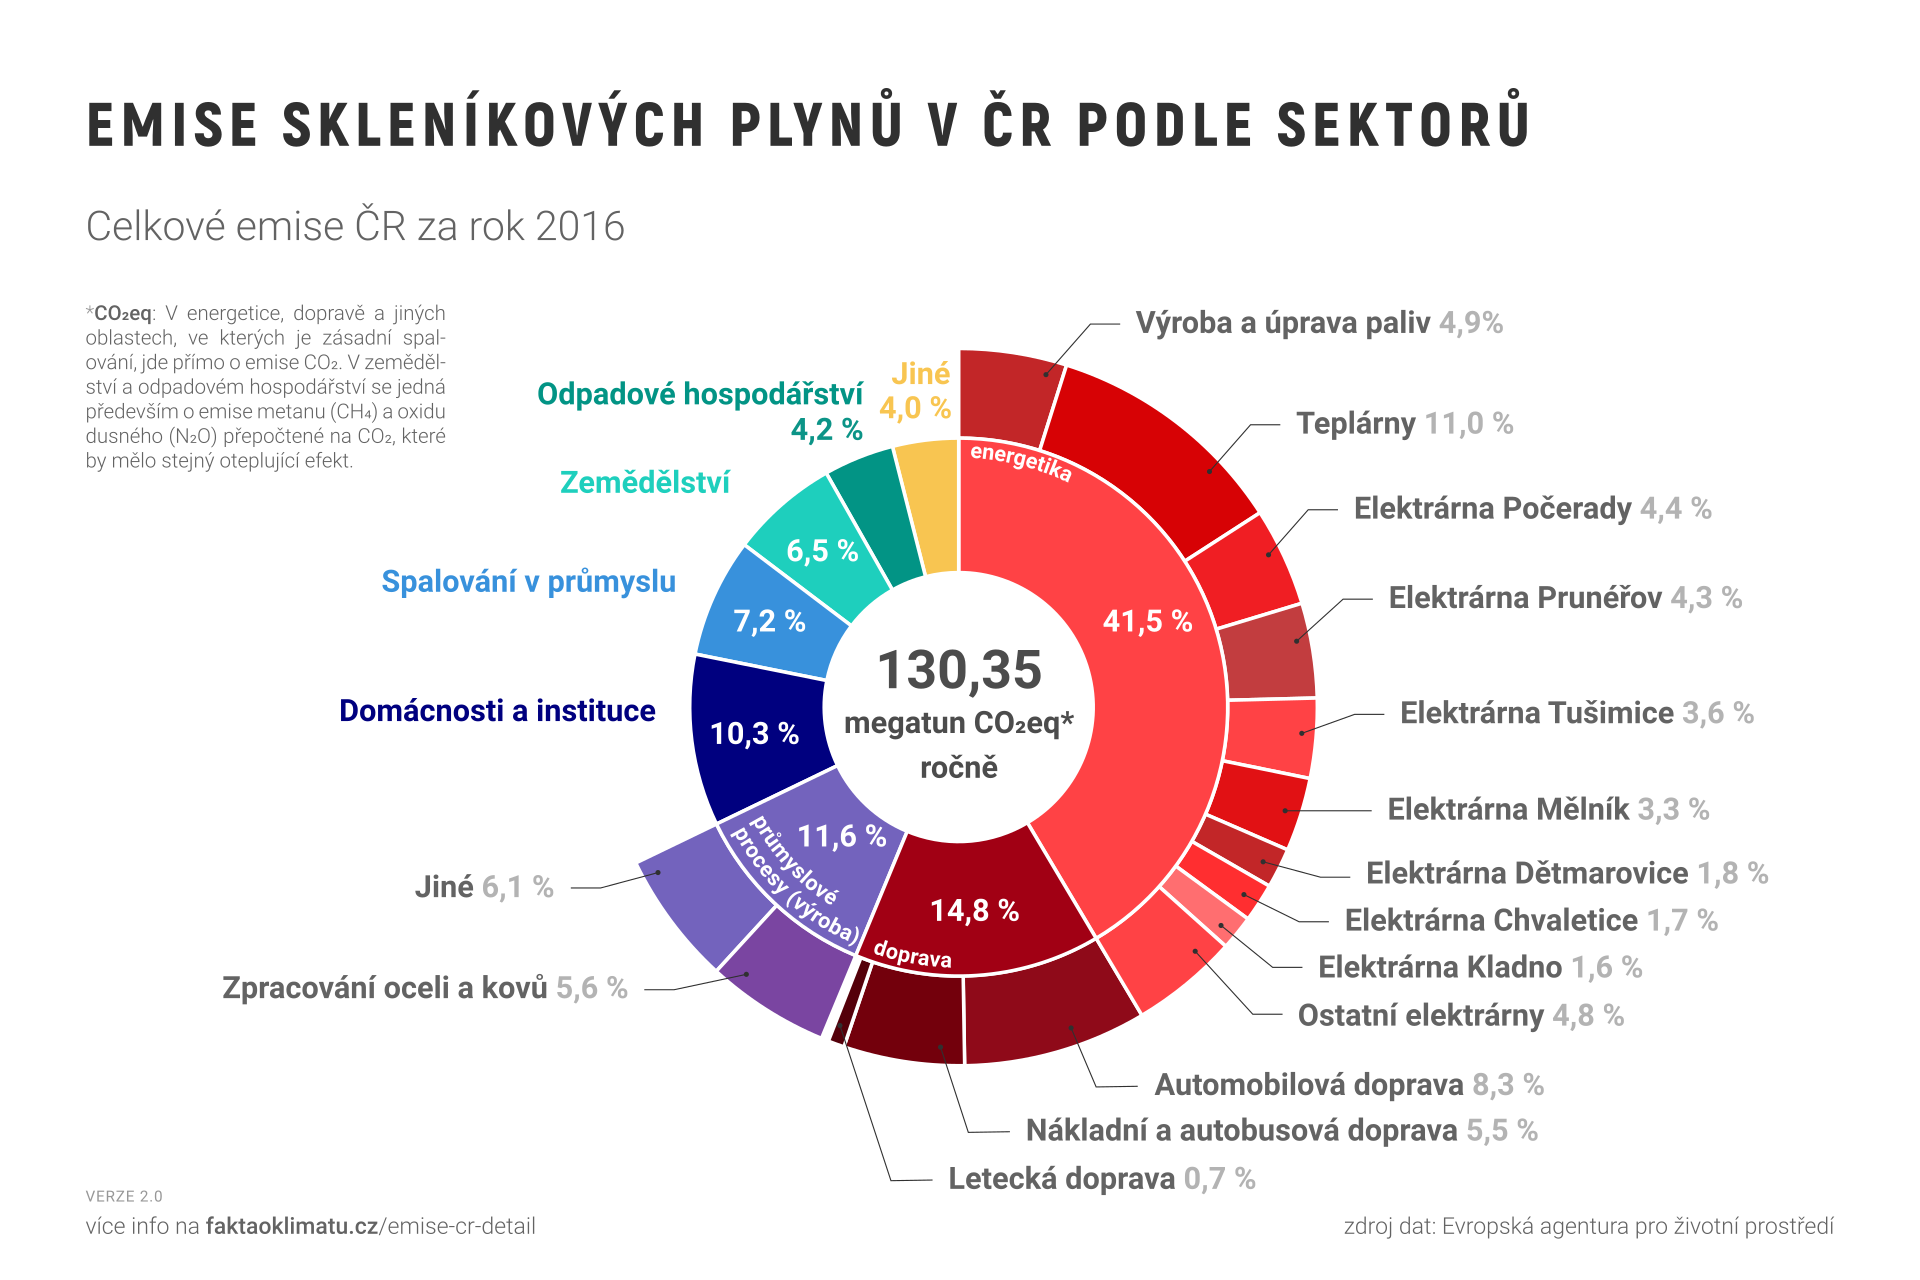 EMISE SKLENÍKOVÝCH PLYNŮ V ČR PODLE SEKTORŮ
Celkové emise ČR za rok 2016
*CO₂eq: V energetice, dopravě a jiných
oblastech, ve kterých je zásadní spal-
ování, jde přímo o emise CO₂. V zeměděl-
ství a odpadovém hospodářství se jedná
především o emise metanu (CH₄) a oxidu
dusného (N₂O) přepočtené na CO₂, které
by mělo stejný oteplující efekt.
Výroba a úprava paliv 4,9%
Teplárny 11,0 %
Elektrárna Počerady 4,4 %
Elektrárna Prunéřov 4,3 %
Elektrárna Tušimice 3,6 %
Elektrárna Mělník 3,3 %
Elektrárna Dětmarovice 1,8 %
Elektrárna Chvaletice 1,7 %
Elektrárna Kladno 1,6 %
Ostatní elektrárny 4,8 %
Automobilová doprava 8,3 %
Nákladní a autobusová doprava 5,5 %
Letecká doprava 0,7 %
Zpracování oceli a kovů 5,6 %
Jiné 6,1 %
Domácnosti a instituce
10,3 %
Spalování v průmyslu
7,2 %
Zemědělství
6,5 %
Odpadové hospodářství
4,2 %
Jiné
4,0 %
energetika
41,5 %
doprava
14,8 %
průmyslové
procesy (výroba)
11,6 %
130,35
megatun CO₂eq*
ročně
VERZE 2.0
více info na faktaoklimatu.cz/emise-cr-detail
zdroj dat: Evropská agentura pro životní prostředí